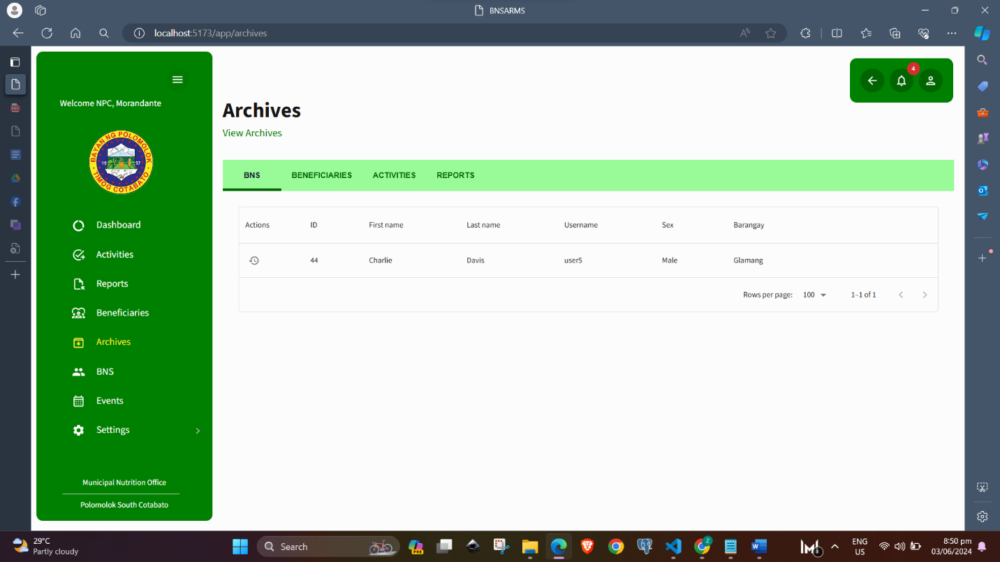 BNSARMS
localhost:5173/app/archives
4
Welcome NPC, Morandante
BAYAN NG POLOMOLOK
19 57
TIMOG COTABATO
Dashboard
Activities
Reports
Beneficiaries
Archives
BNS
Events
Settings
Municipal Nutrition Office
Polomolok South Cotabato
Archives
View Archives
BNS BENEFICIARIES ACTIVITIES REPORTS
Actions ID First name Last name Username Sex Barangay
44 Charlie Davis user5 Male Glamang
Rows per page: 100 1–1 of 1
29°C
Partly cloudy
Search
PRE
Z
ENG
US
8:50 pm
03/06/2024